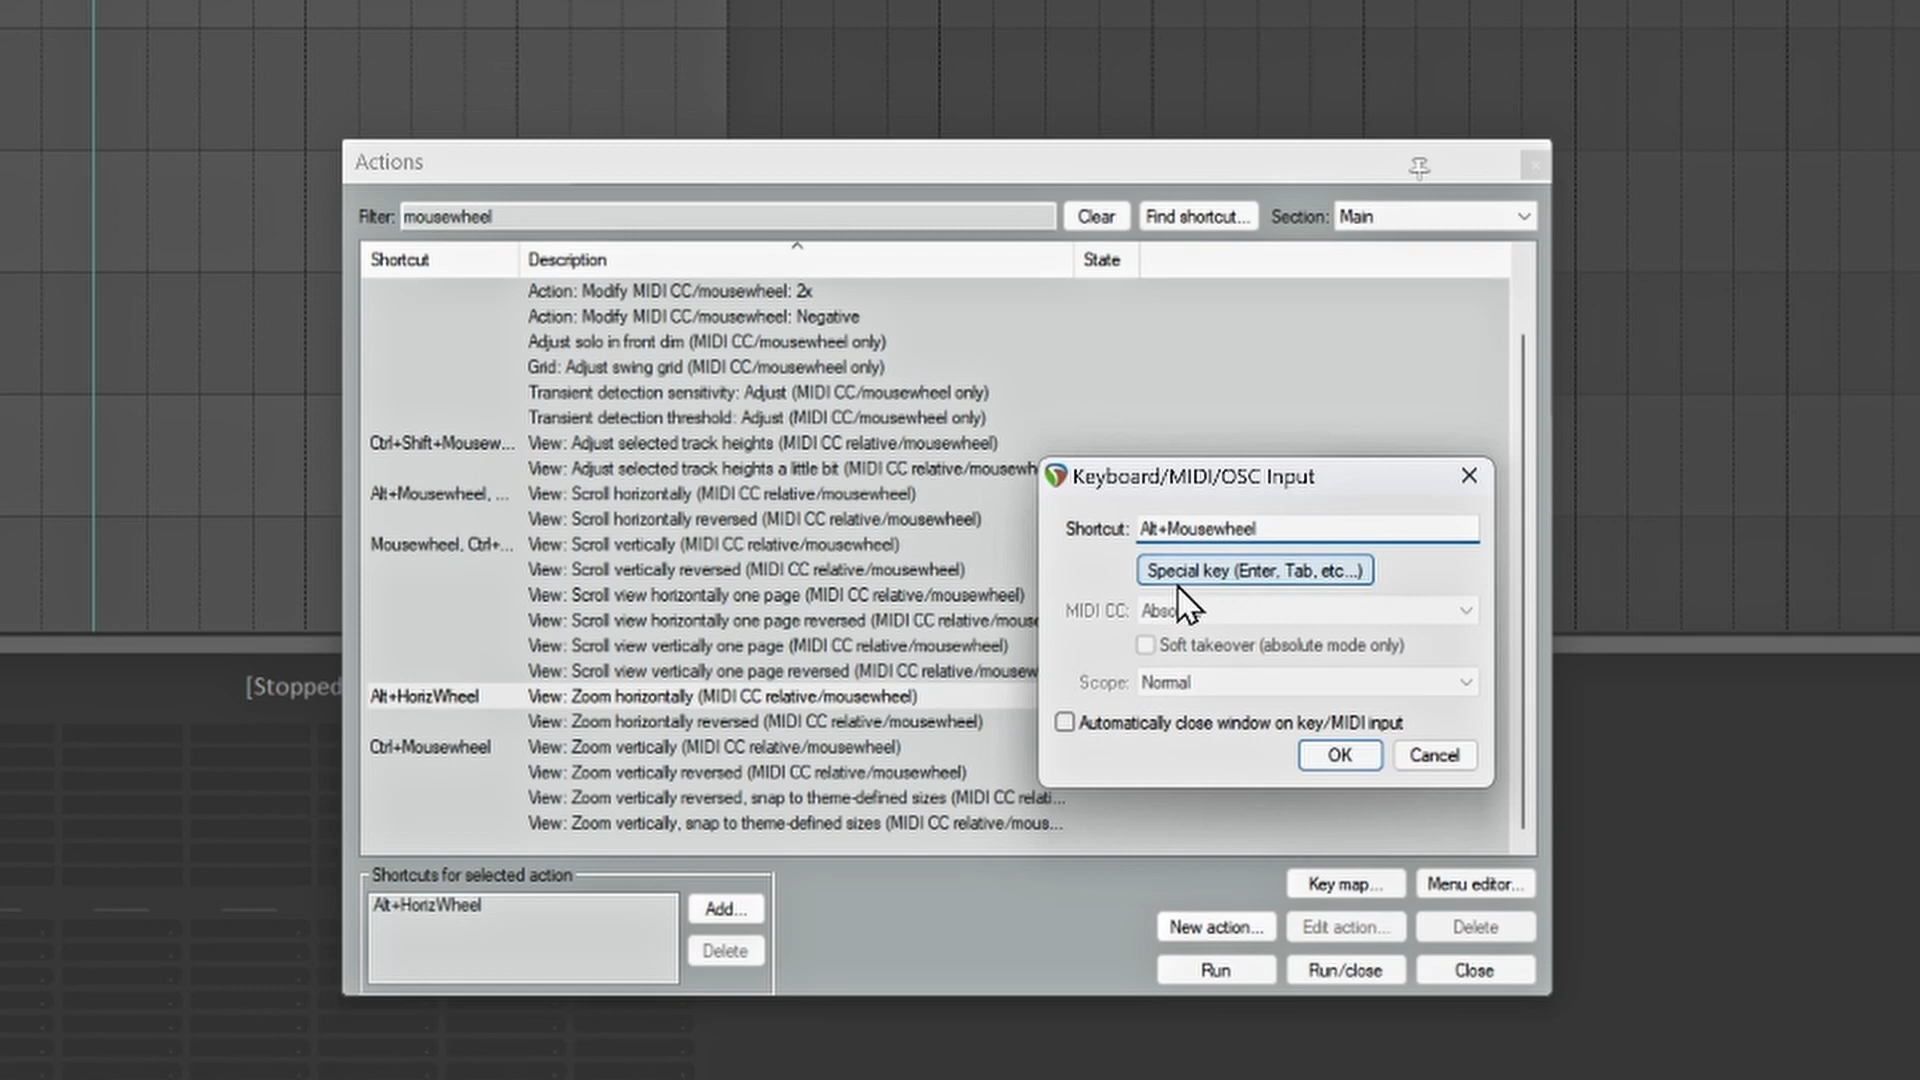 Actions
Filter: mousewheel Clear Find shortcut... Section: Main
Shortcut Description State
Action: Modify MIDI CC/mousewheel: 2x
Action: Modify MIDI CC/mousewheel: Negative
Adjust solo in front dim (MIDI CC/mousewheel only)
Grid: Adjust swing grid (MIDI CC/mousewheel only)
Transient detection sensitivity: Adjust (MIDI CC/mousewheel only)
Transient detection threshold: Adjust (MIDI CC/mousewheel only)
Ctrl+Shift+Mousew... View: Adjust selected track heights (MIDI CC relative/mousewheel)
View: Adjust selected track heights a little bit (MIDI CC relative/mousewh
Alt+Mousewheel, ... View: Scroll horizontally (MIDI CC relative/mousewheel)
View: Scroll horizontally reversed (MIDI CC relative/mousewheel)
Mousewheel, Ctrl+... View: Scroll vertically (MIDI CC relative/mousewheel)
View: Scroll vertically reversed (MIDI CC relative/mousewheel)
View: Scroll view horizontally one page (MIDI CC relative/mousewheel)
View: Scroll view horizontally one page reversed (MIDI CC relative/mouse
View: Scroll view vertically one page (MIDI CC relative/mousewheel)
View: Scroll view vertically one page reversed (MIDI CC relative/mousew
Alt+HorizWheel View: Zoom horizontally (MIDI CC relative/mousewheel)
View: Zoom horizontally reversed (MIDI CC relative/mousewheel)
Ctrl+Mousewheel View: Zoom vertically (MIDI CC relative/mousewheel)
View: Zoom vertically reversed (MIDI CC relative/mousewheel)
View: Zoom vertically reversed, snap to theme-defined sizes (MIDI CC relati...
View: Zoom vertically, snap to theme-defined sizes (MIDI CC relative/mous...
Keyboard/MIDI/OSC Input
Shortcut: Alt+Mousewheel
Special key (Enter, Tab, etc...)
MIDI CC: Abso
Soft takeover (absolute mode only)
Scope: Normal
Automatically close window on key/MIDI input
OK Cancel
[Stopped
Shortcuts for selected action
Alt+HorizWheel
Add...
Delete
Key map... Menu editor...
New action... Edit action... Delete
Run Run/close Close